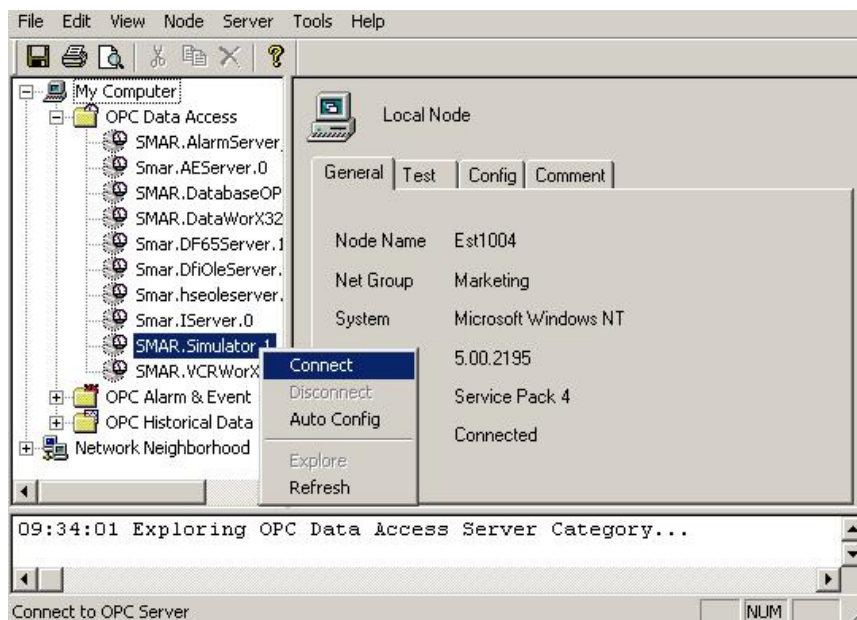 File Edit View Node Server Tools Help
My Computer
OPC Data Access
SMAR.AlarmServer
Smar.AEServer.0
SMAR.DatabaseOP
SMAR.DataWorX32
Smar.DF65Server.1
Smar.DfiOleServer.
Smar.hseoleserver.
Smar.IServer.0
SMAR.Simulator.1
SMAR.VCRWorX
OPC Alarm & Event
OPC Historical Data
Network Neighborhood
Connect
Disconnect
Auto Config
Explore
Refresh
Local Node
General Test Config Comment
Node Name Est1004
Net Group Marketing
System Microsoft Windows NT
5.00.2195
Service Pack 4
Connected
09:34:01 Exploring OPC Data Access Server Category...
Connect to OPC Server NUM